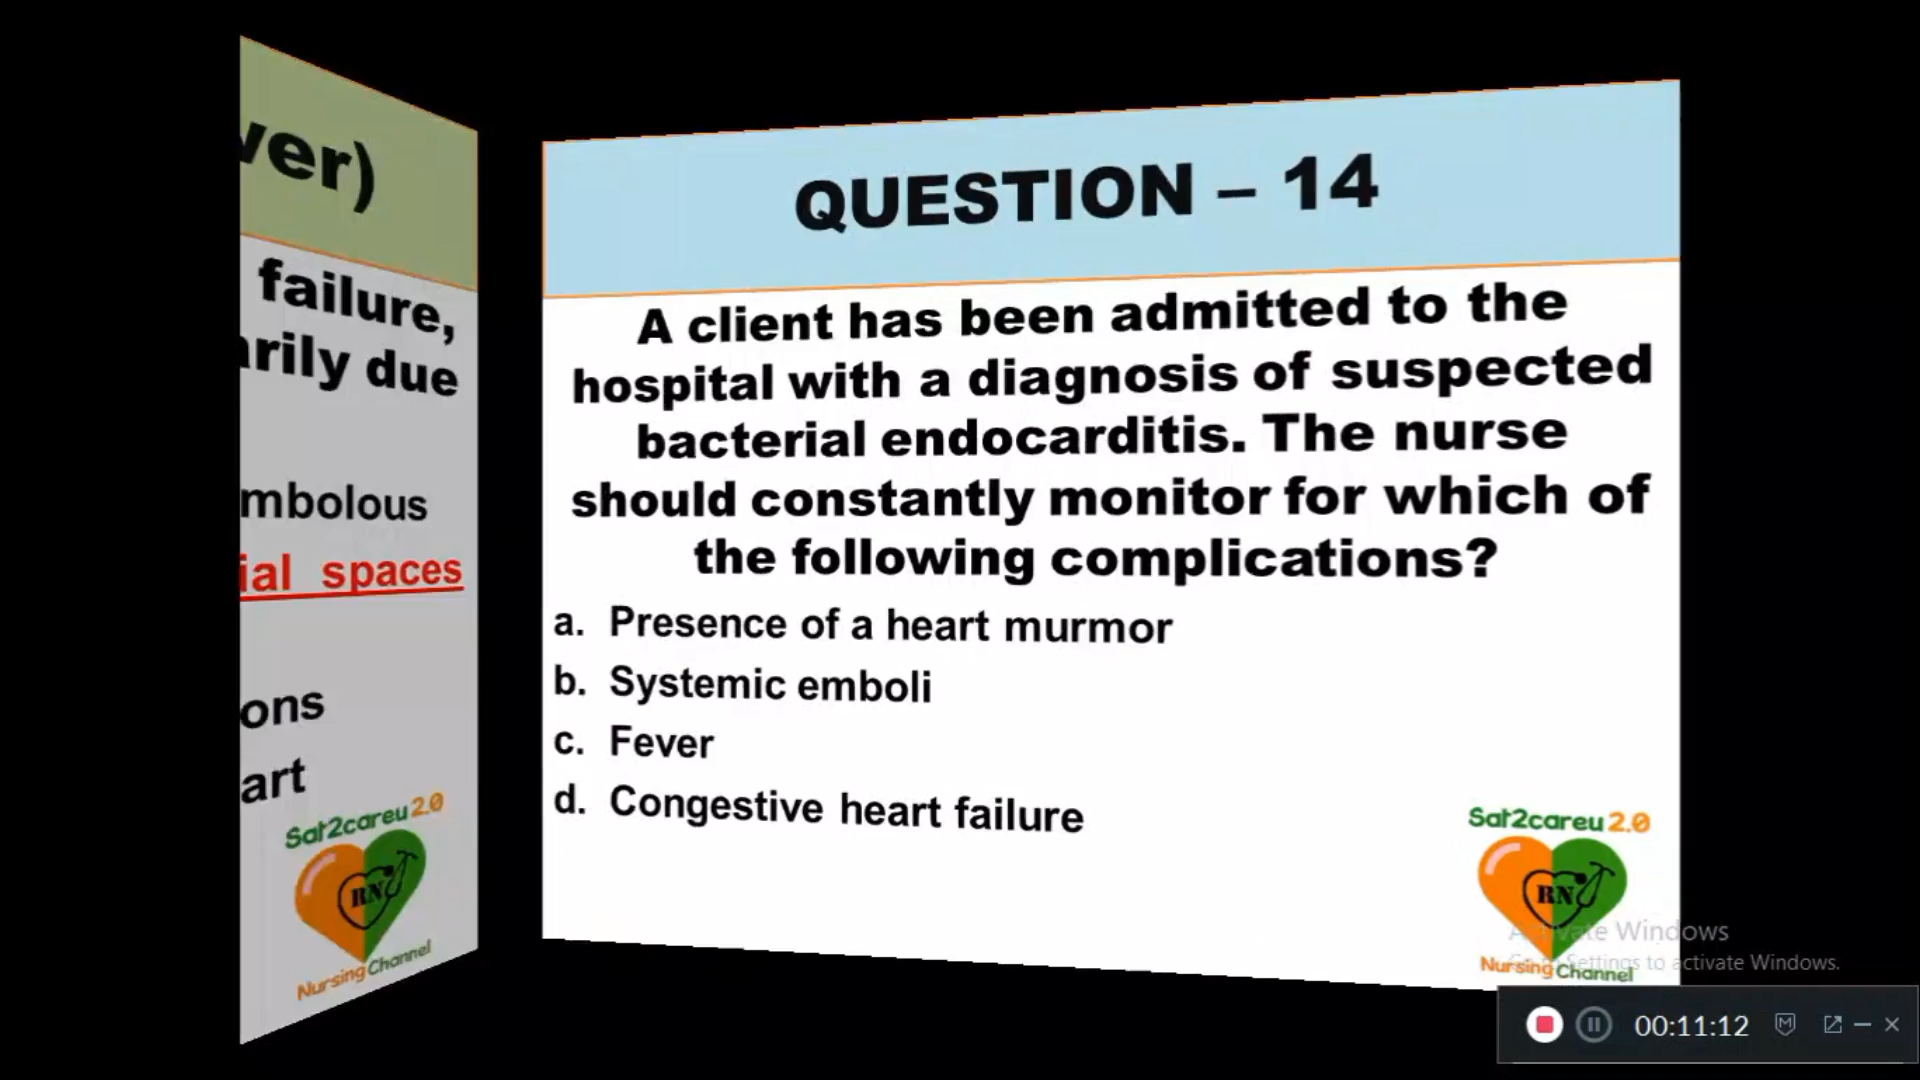 ver)
failure,
rily due
mbolous
ial spaces
ons
art
Sat2careu 2.0
RN
Nursing Channel
QUESTION – 14
A client has been admitted to the
hospital with a diagnosis of suspected
bacterial endocarditis. The nurse
should constantly monitor for which of
the following complications?
a. Presence of a heart murmor
b. Systemic emboli
c. Fever
d. Congestive heart failure
Sat2careu 2.0
RN
Nursing Channel
Activate Windows
Go to Settings to activate Windows.
00:11:12